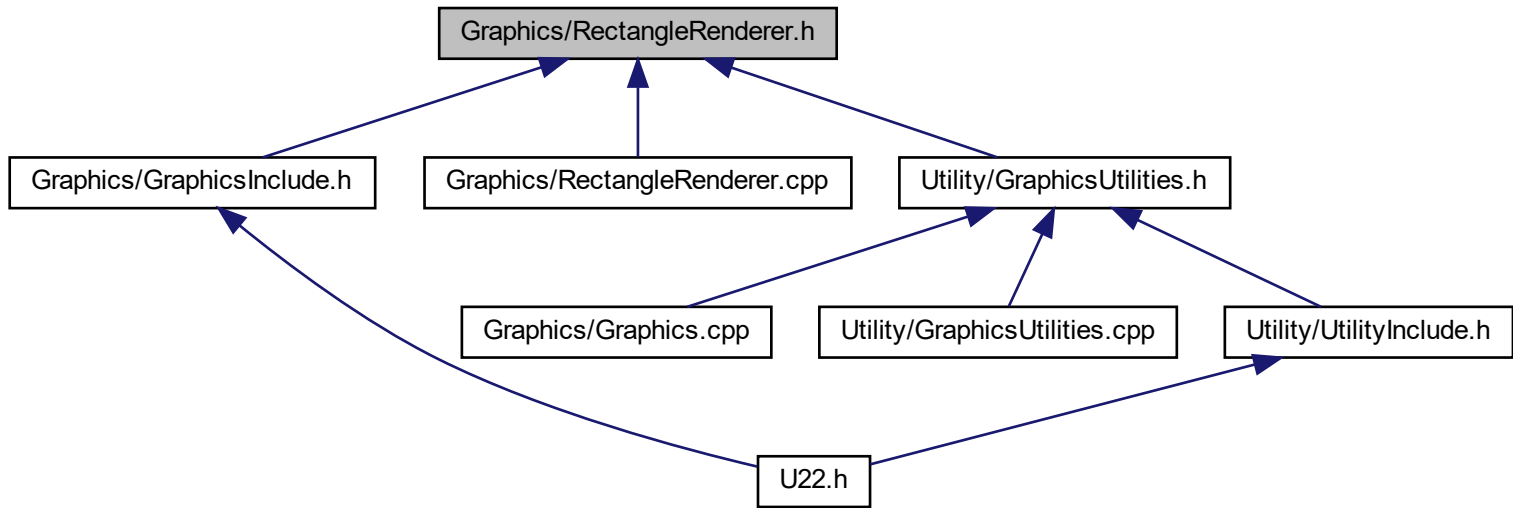 Graphics/RectangleRenderer.h
Graphics/GraphicsInclude.h
Graphics/RectangleRenderer.cpp
Utility/GraphicsUtilities.h
Graphics/Graphics.cpp
Utility/GraphicsUtilities.cpp
Utility/UtilityInclude.h
U22.h